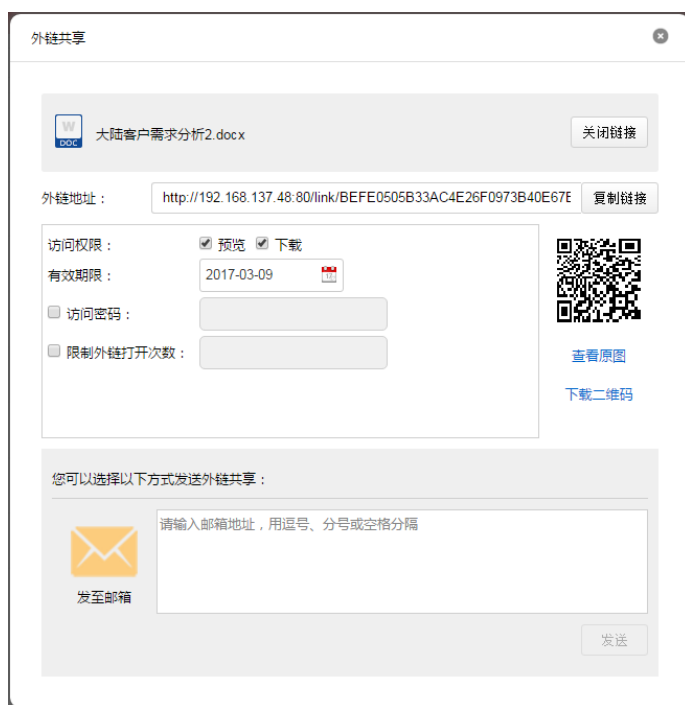 外链共享
W
DOC
大陆客户需求分析2.docx
关闭链接
外链地址：
http://192.168.137.48:80/link/BEFE0505B33AC4E26F0973B40E67E
复制链接
访问权限：
预览
下载
有效期限：
2017-03-09
访问密码：
限制外链打开次数：
查看原图
下载二维码
您可以选择以下方式发送外链共享：
请输入邮箱地址，用逗号、分号或空格分隔
发至邮箱
发送